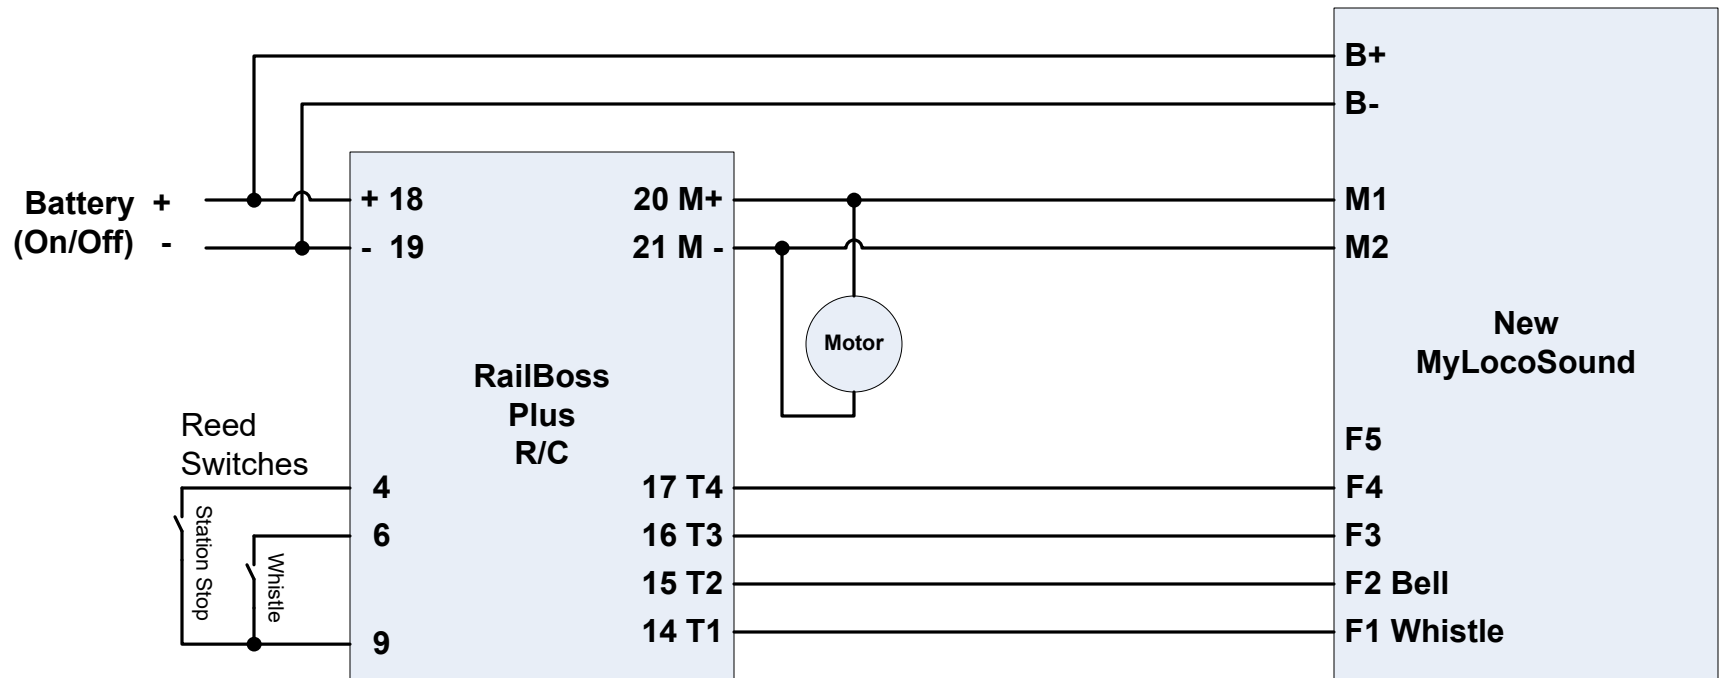 B+
B-
Battery +
(On/Off) -
+ 18
- 19
20 M+
21 M -
M1
M2
Motor
New
MyLocoSound
RailBoss
Plus
R/C
Reed
Switches
4
6
9
Station Stop
Whistle
17 T4
16 T3
15 T2
14 T1
F5
F4
F3
F2 Bell
F1 Whistle